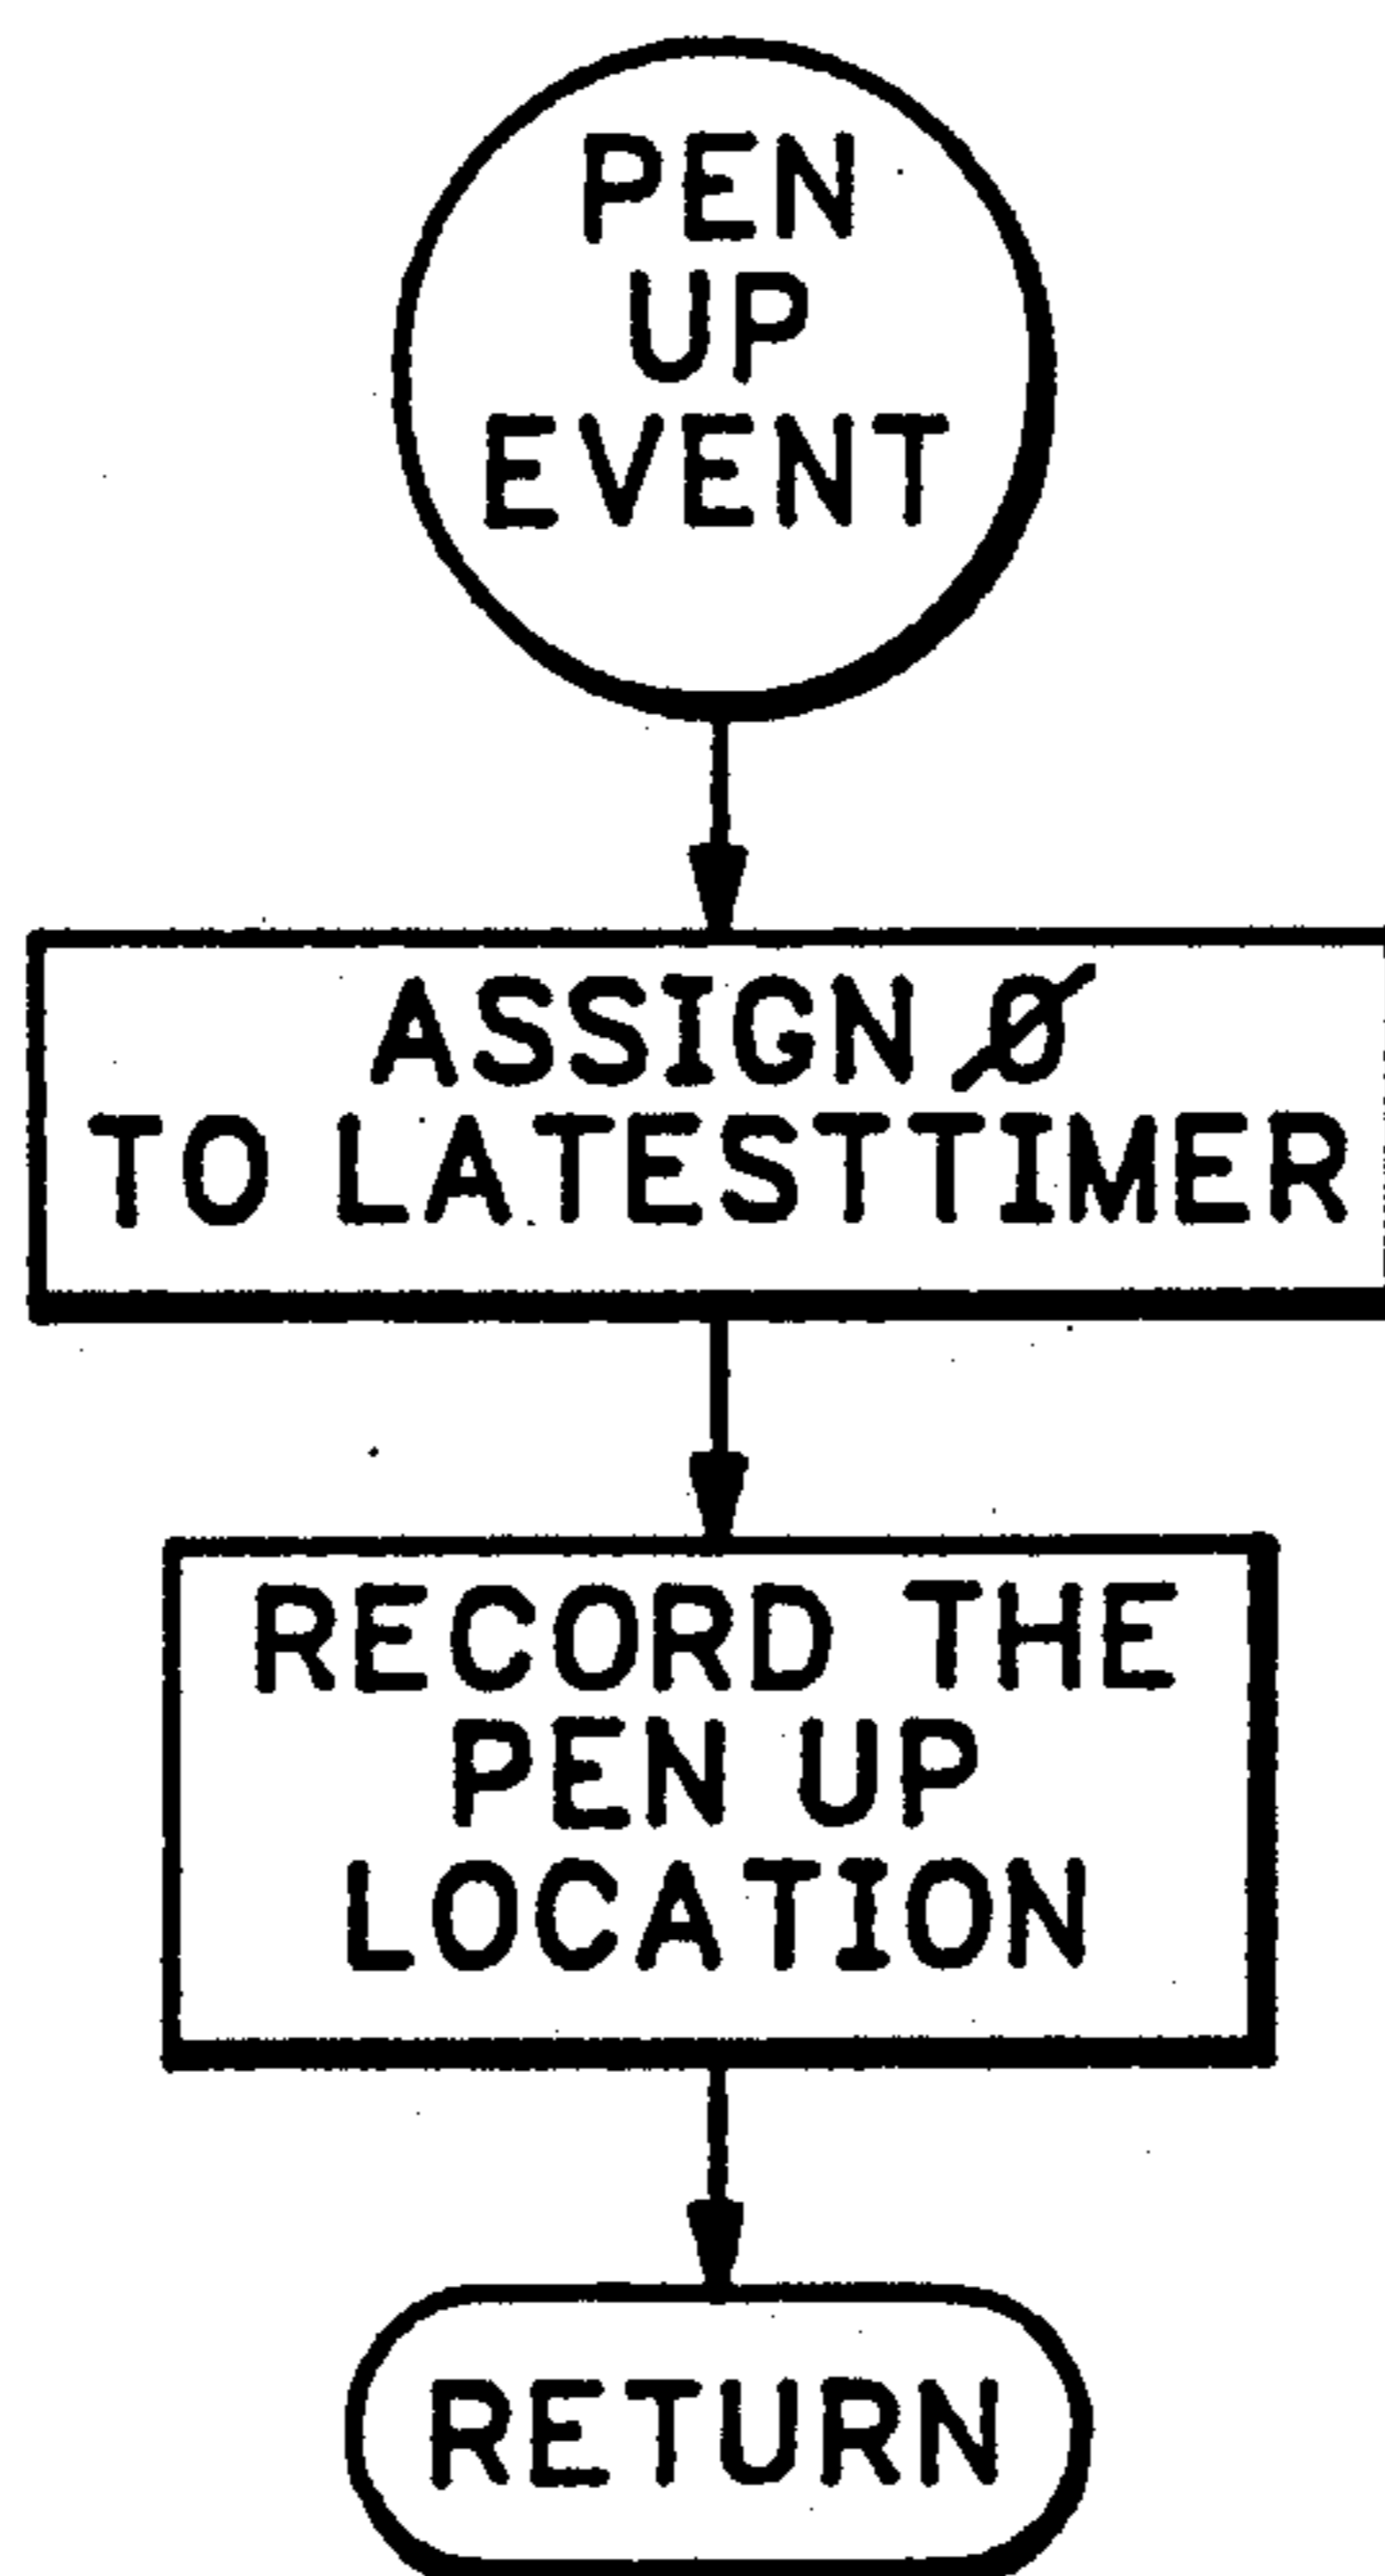 PEN
UP
EVENT
ASSIGN Ø
TO LATESTTIMER
RECORD THE
PEN UP
LOCATION
RETURN